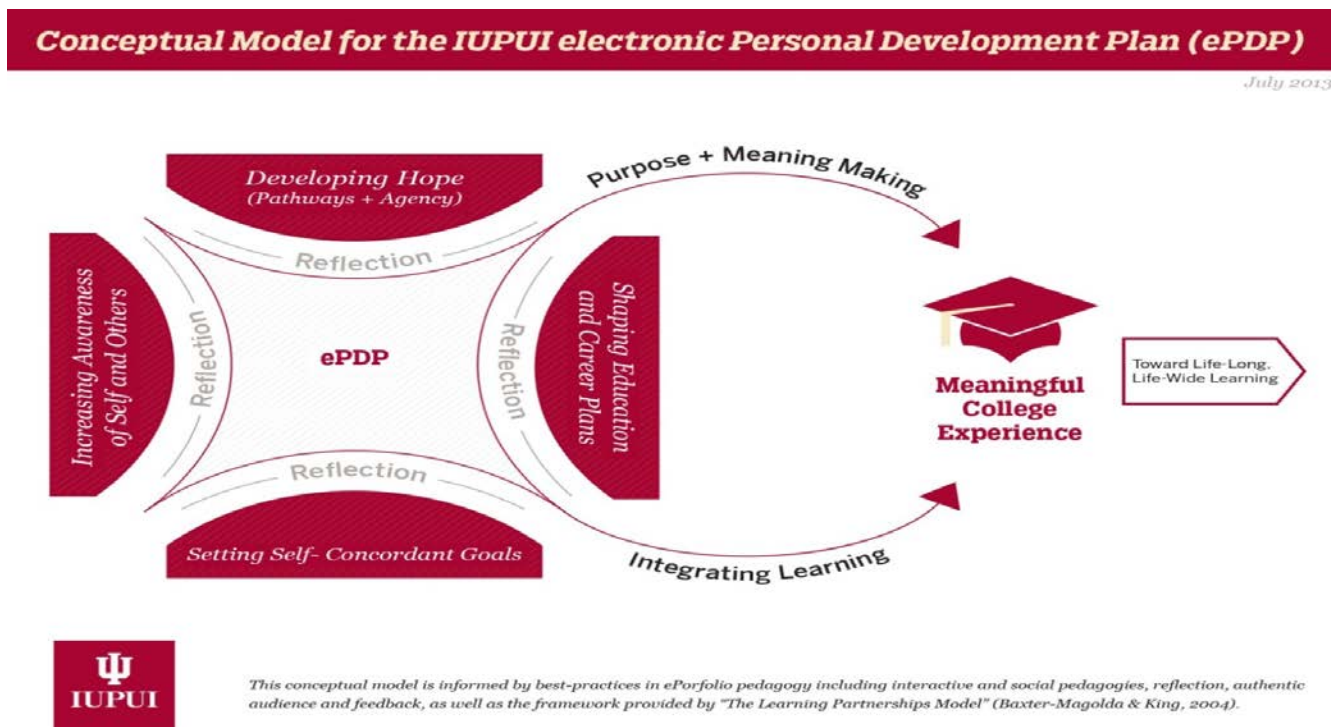 Conceptual Model for the IUPUI electronic Personal Development Plan (ePDP)
July 2013
Developing Hope
(Pathways + Agency)
Reflection
Increasing Awareness
of Self and Others
Reflection
ePDP
Reflection
Shaping Education
and Career Plans
Reflection
Setting Self- Concordant Goals
Purpose + Meaning Making
Integrating Learning
Meaningful
College
Experience
Toward Life-Long,
Life-Wide Learning
IUPUI
This conceptual model is informed by best-practices in ePorfolio pedagogy including interactive and social pedagogies, reflection, authentic
audience and feedback, as well as the framework provided by "The Learning Partnerships Model" (Baxter-Magolda & King, 2004).